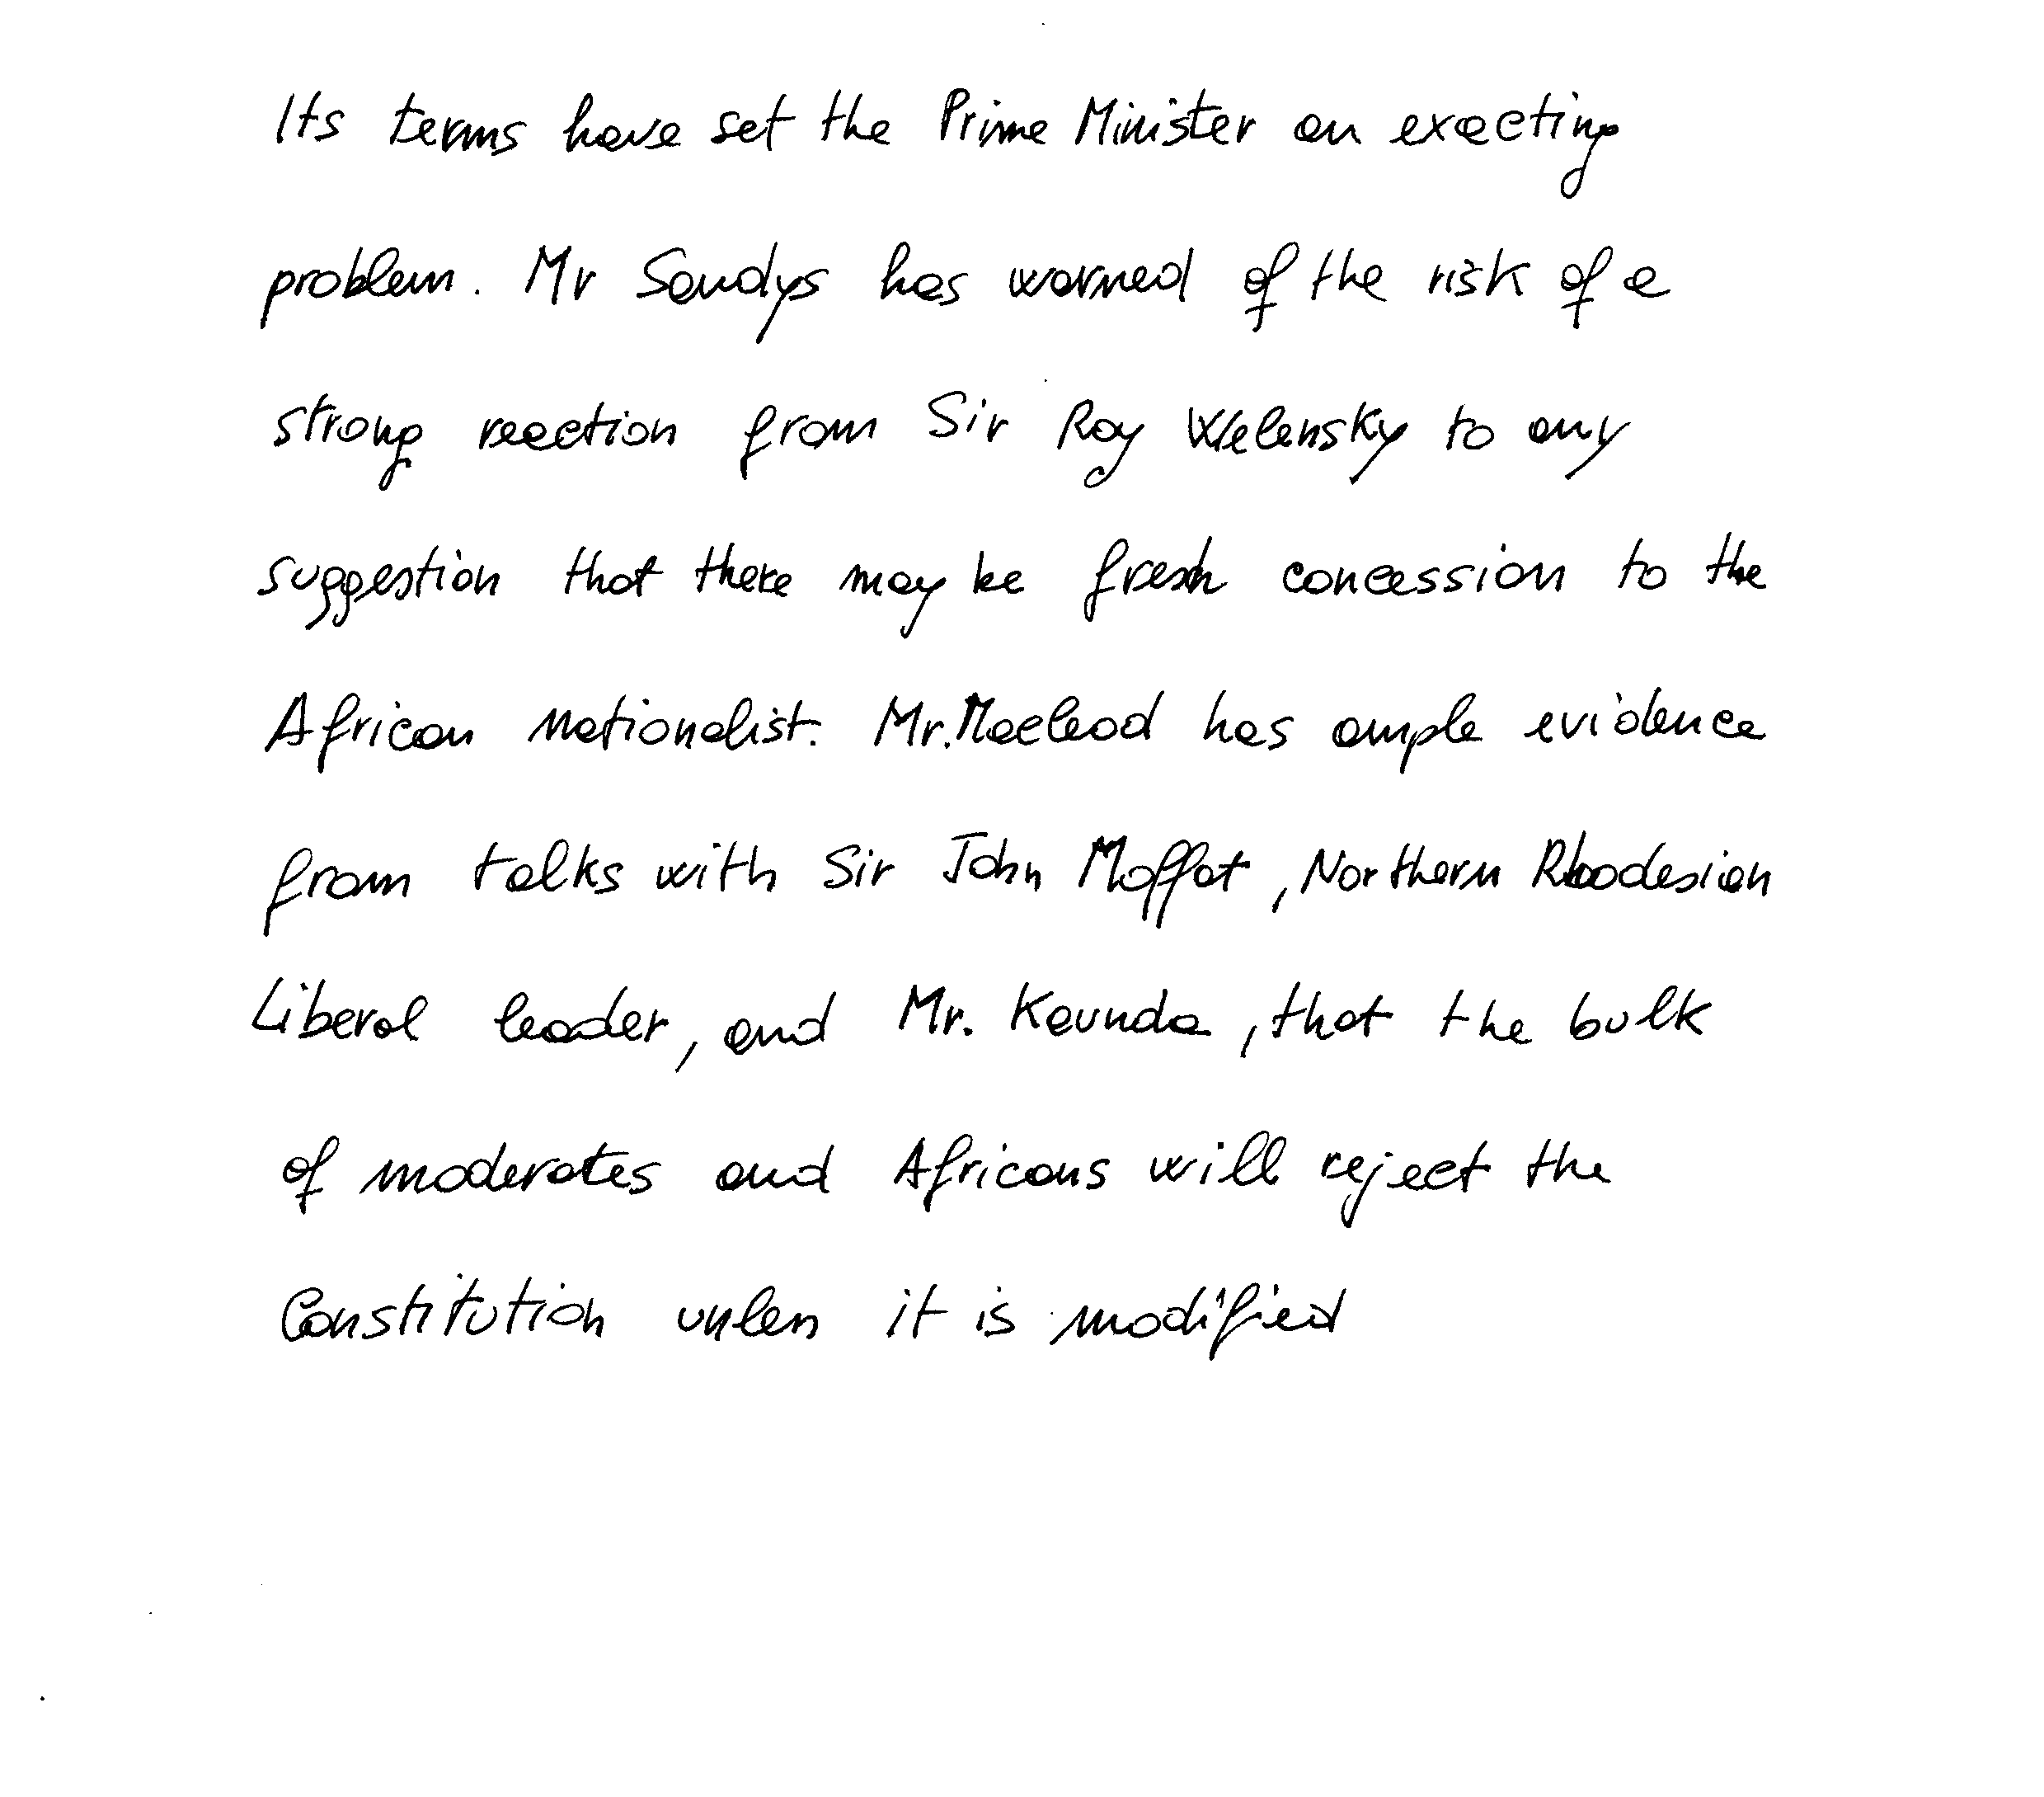 Its terms have set the Prime Minister an exacting
problem. Mr Sandys has warned of the risk of a
strong reaction from Sir Roy Welensky to any
suggestion that there may be fresh concession to the
African nationalist. Mr. Macleod has ample evidence
from talks with Sir John Moffat, Northern Rhodesian
Liberal leader, and Mr. Kaunda, that the bulk
of moderates and Africans will reject the
Constitution unless it is modified